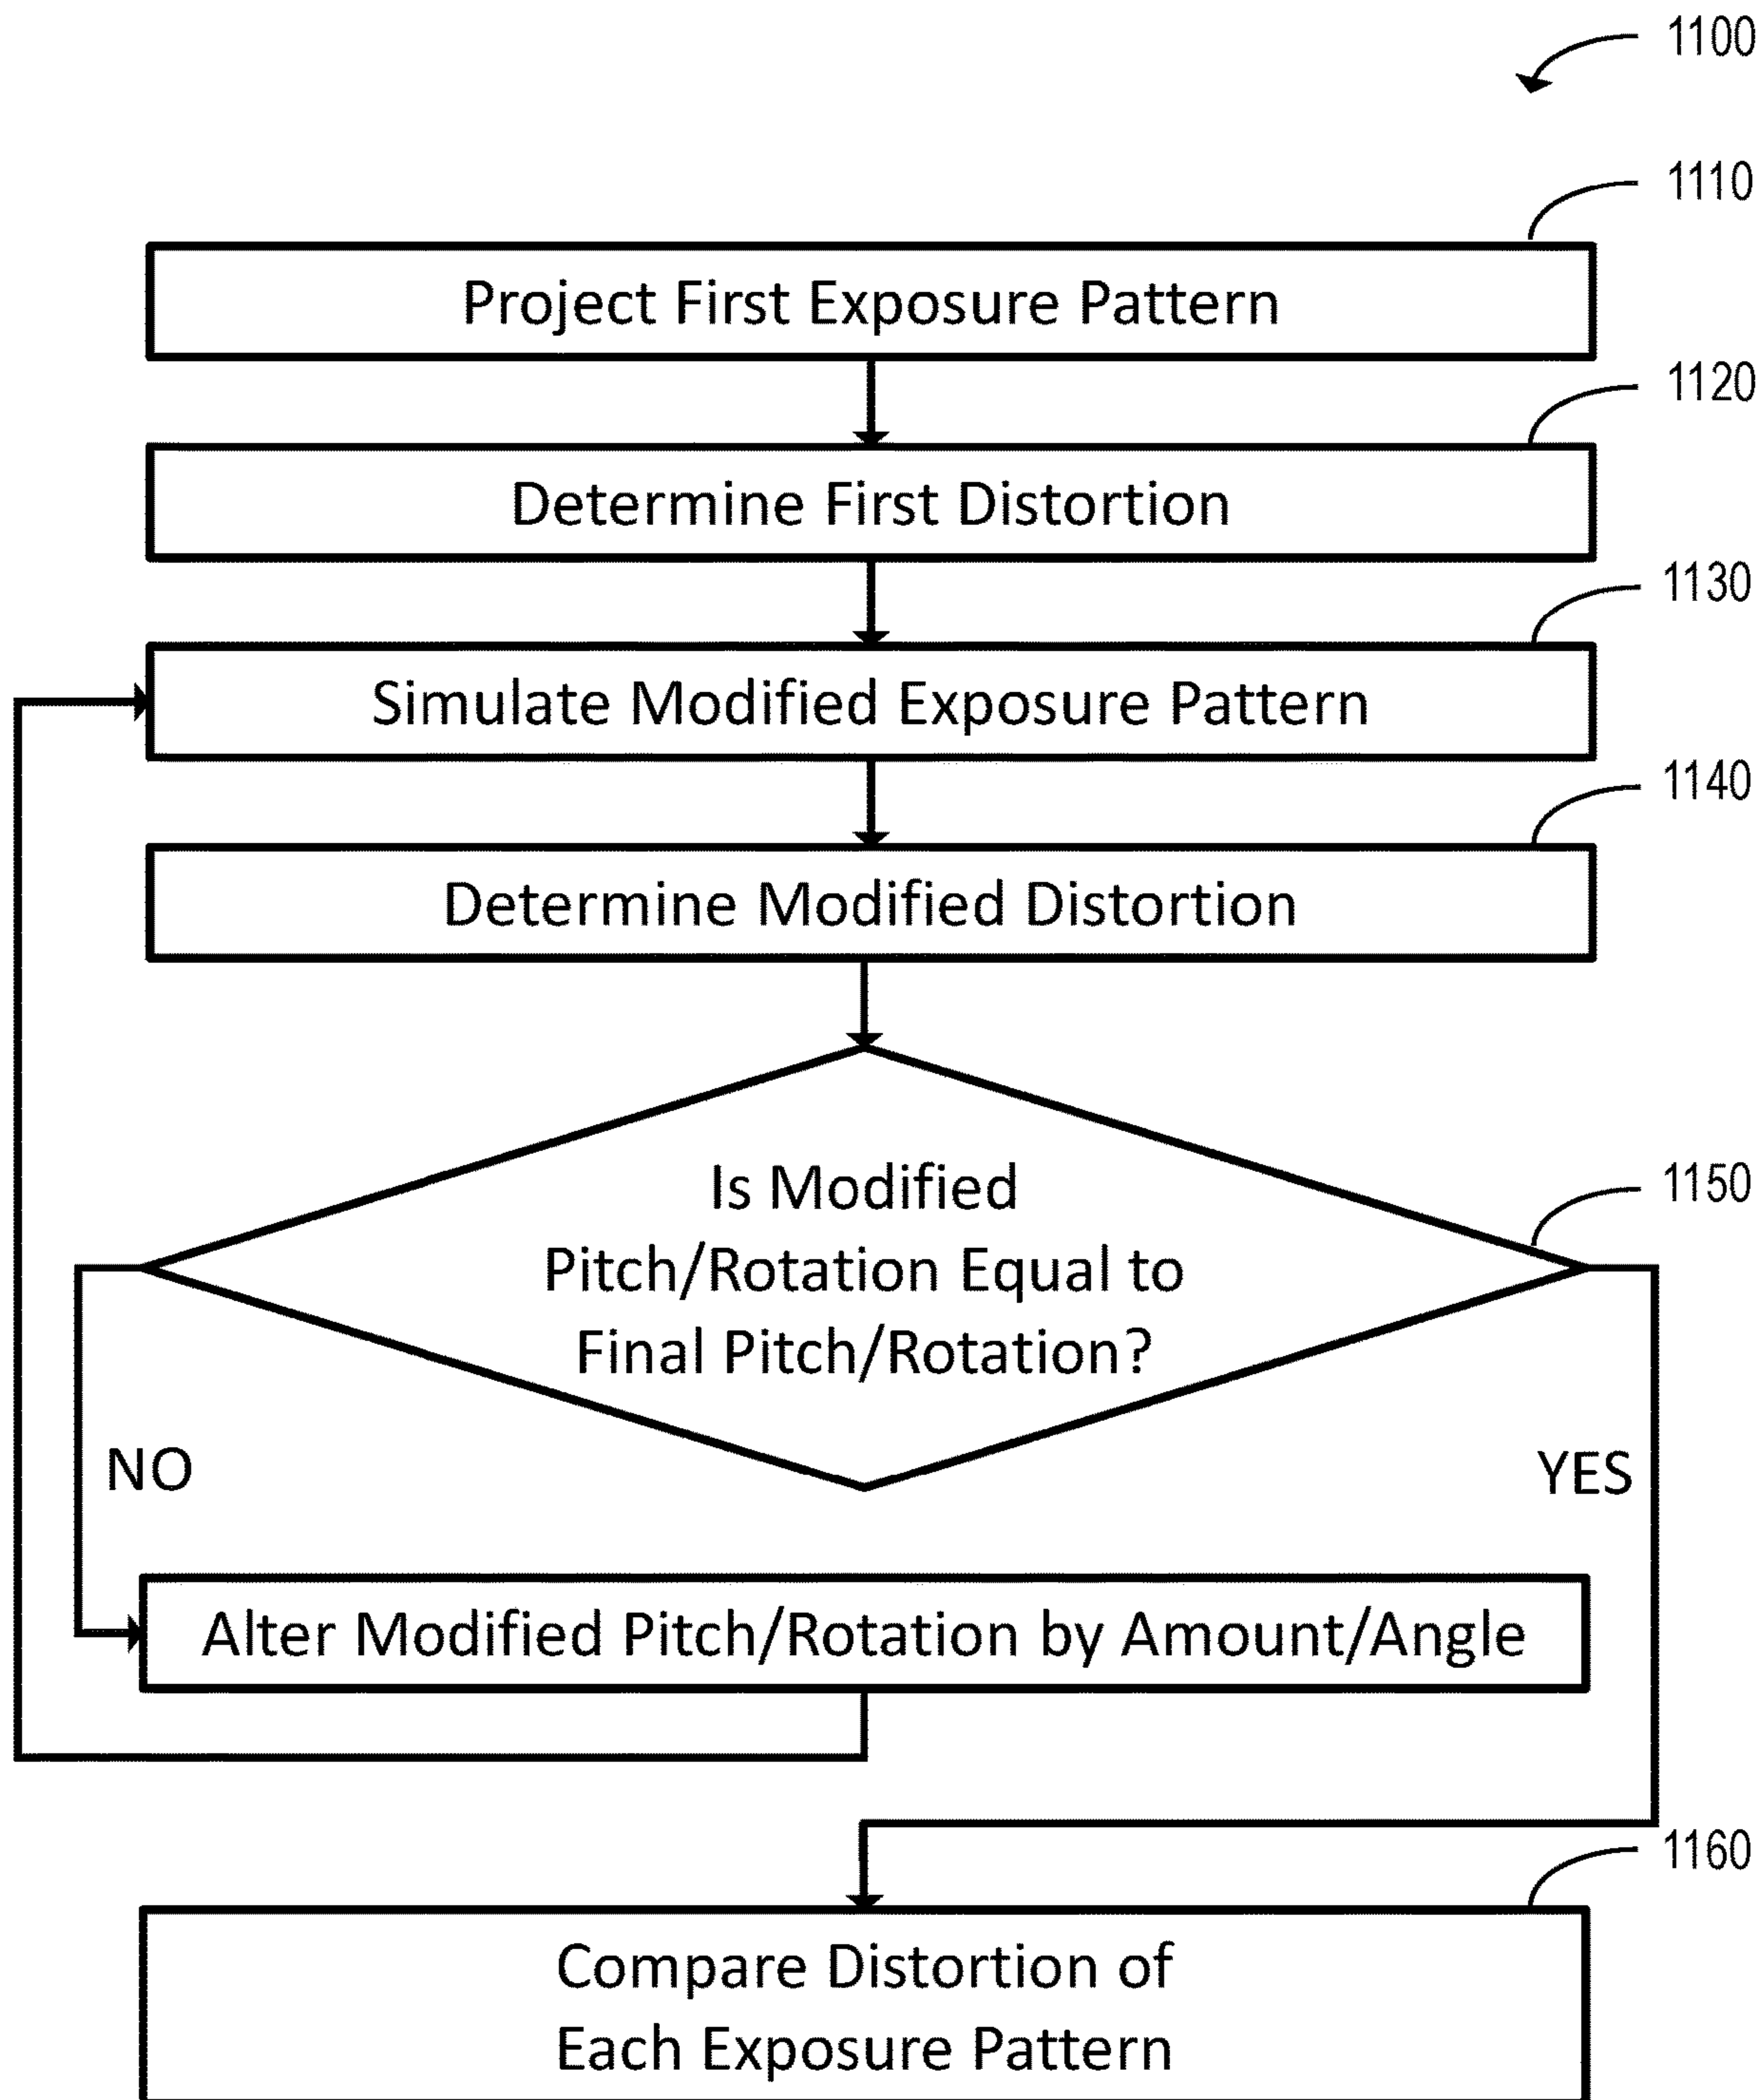 1100
1110
Project First Exposure Pattern
1120
Determine First Distortion
1130
Simulate Modified Exposure Pattern
1140
Determine Modified Distortion
1150
Is Modified
Pitch/Rotation Equal to
Final Pitch/Rotation?
NO
YES
Alter Modified Pitch/Rotation by Amount/Angle
1160
Compare Distortion of
Each Exposure Pattern